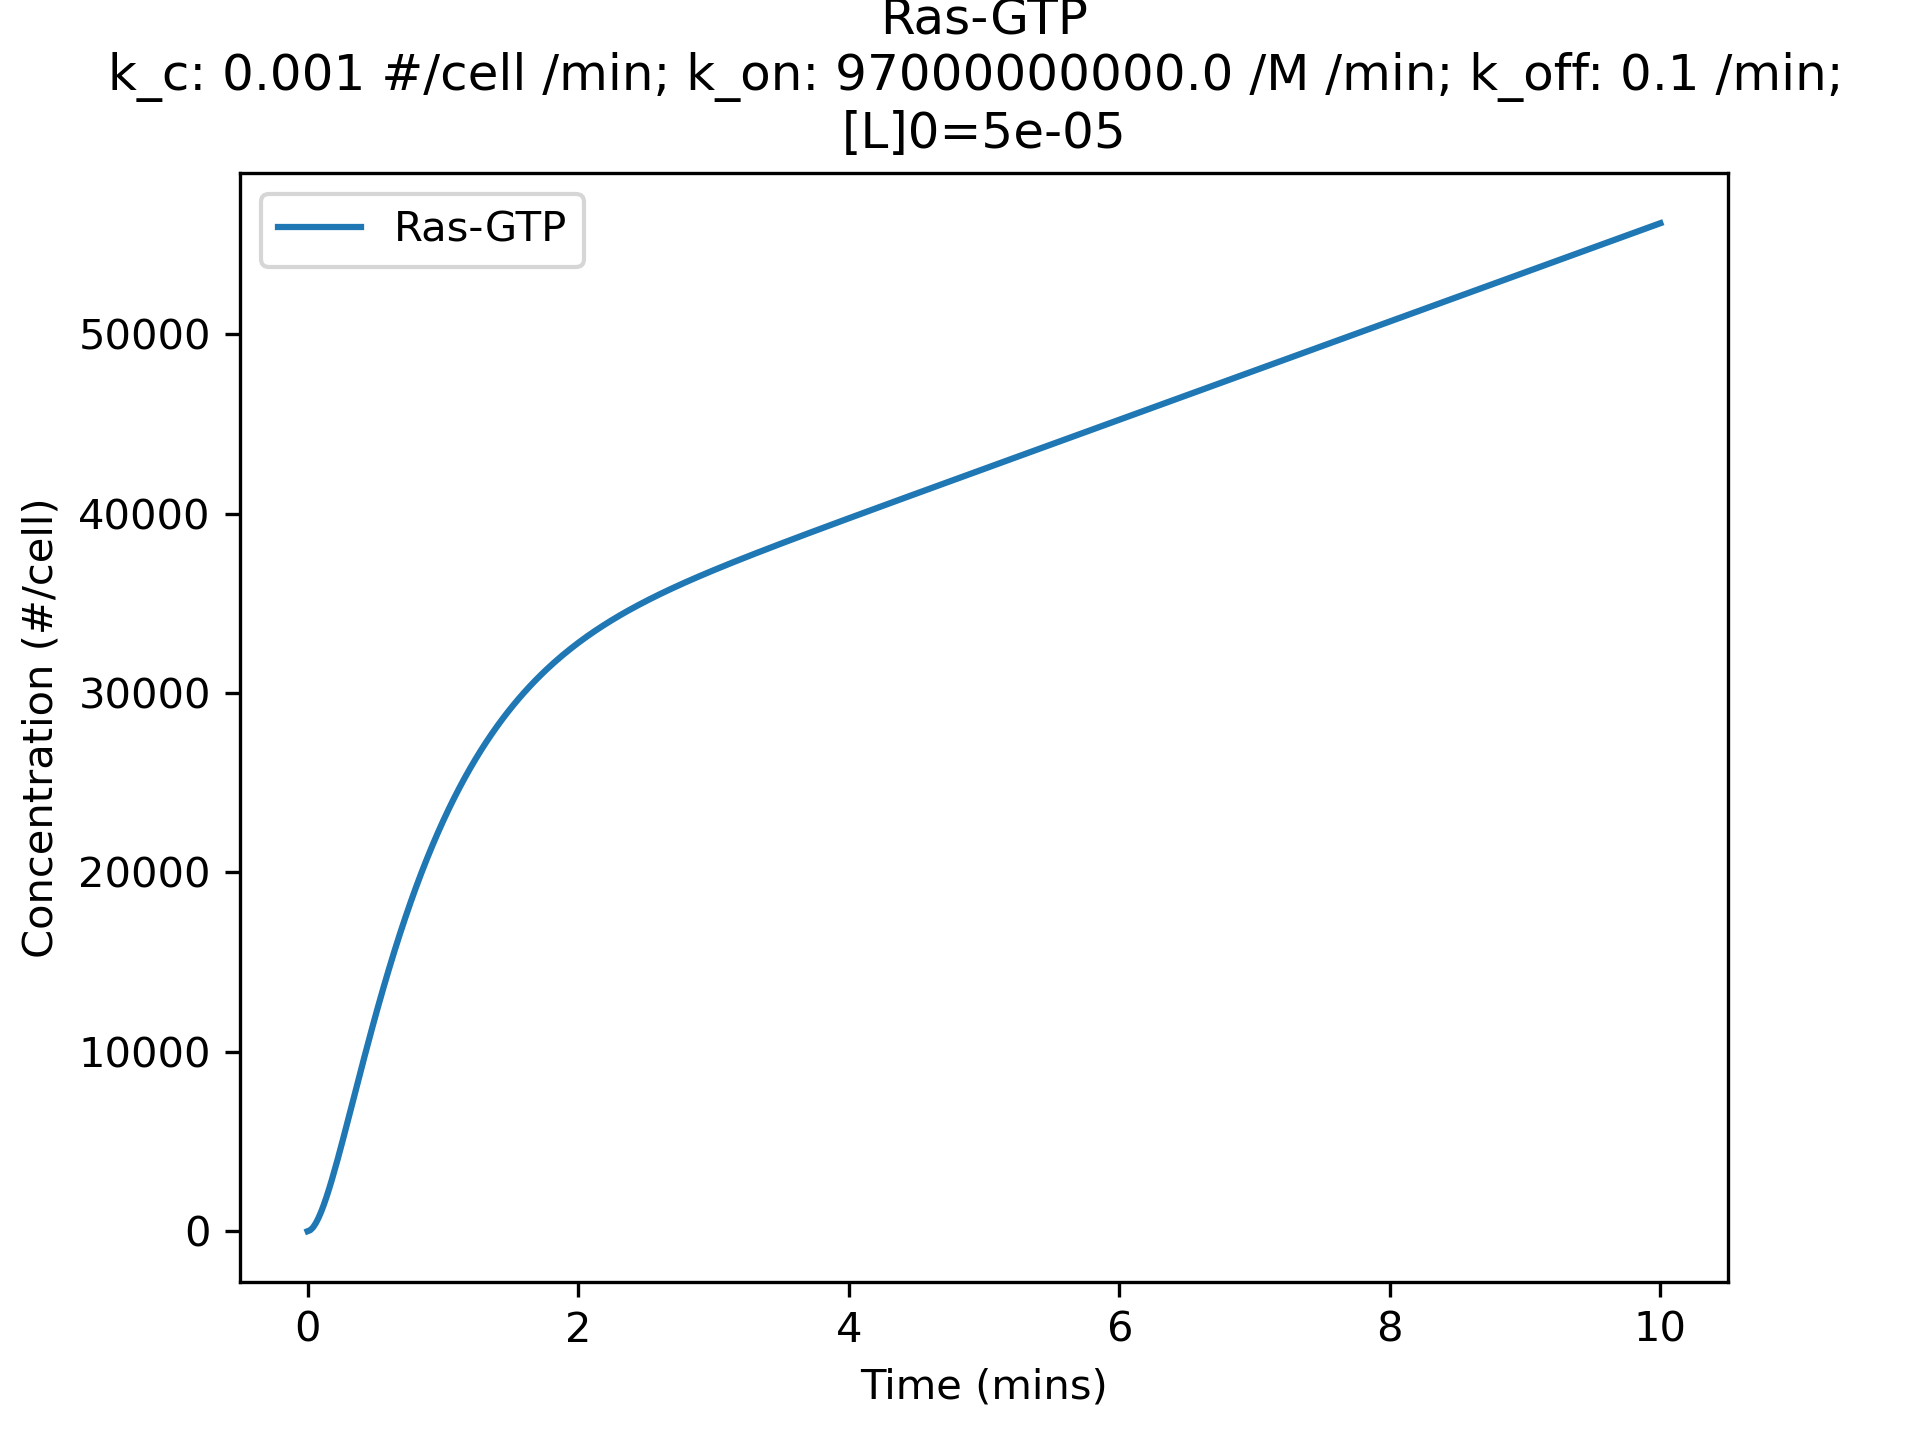 Ras-GTP
k_c: 0.001 #/cell /min; k_on: 97000000000.0 /M /min; k_off: 0.1 /min;
[L]0=5e-05
Ras-GTP
50000
40000
30000
20000
10000
0
Concentration (#/cell)
0 2 4 6 8 10
Time (mins)